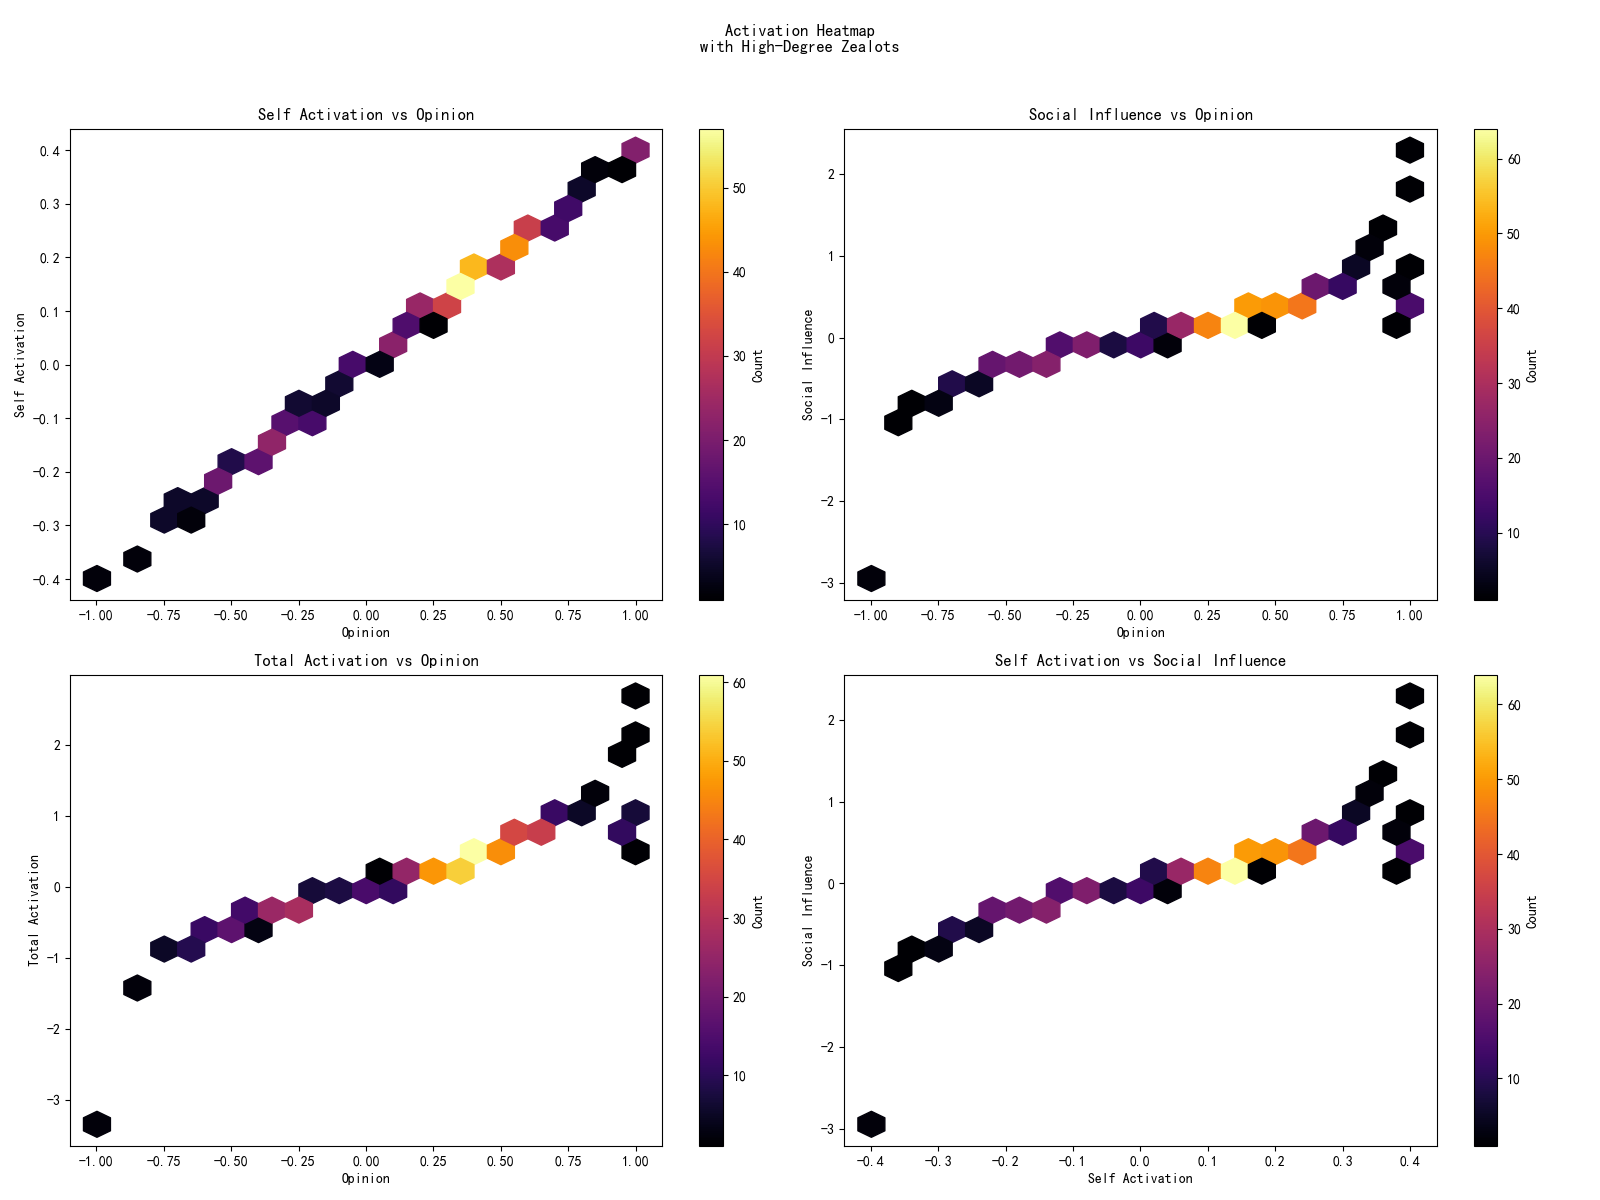 Activation Heatmap
with High-Degree Zealots
Self Activation vs Opinion
0.4
0.3
0.2
0.1
0.0
-0.1
-0.2
-0.3
-0.4
Self Activation
-1.00 -0.75 -0.50 -0.25 0.00 0.25 0.50 0.75 1.00
Opinion
50
40
30
20
10
Count
Social Influence vs Opinion
2
1
0
-1
-2
-3
Social Influence
-1.00 -0.75 -0.50 -0.25 0.00 0.25 0.50 0.75 1.00
Opinion
60
50
40
30
20
10
Count
Total Activation vs Opinion
2
1
0
-1
-2
-3
Total Activation
-1.00 -0.75 -0.50 -0.25 0.00 0.25 0.50 0.75 1.00
Opinion
60
50
40
30
20
10
Count
Self Activation vs Social Influence
2
1
0
-1
-2
-3
Social Influence
-0.4 -0.3 -0.2 -0.1 0.0 0.1 0.2 0.3 0.4
Self Activation
60
50
40
30
20
10
Count